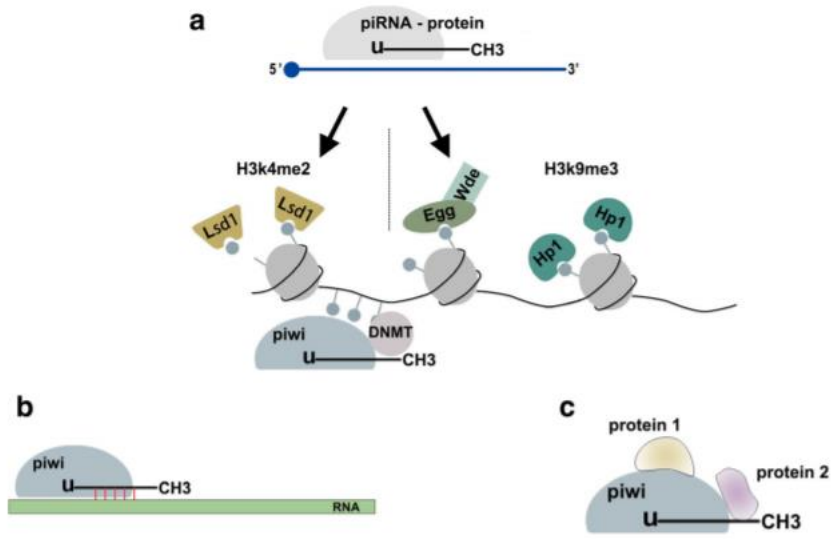 a
piRNA - protein
u CH3
5' 3'
H3k4me2
H3k9me3
Lsd1
Lsd1
Wde
Egg
Hp1
Hp1
piwi
DNMT
u CH3
b
piwi
u CH3
RNA
c
protein 1
protein 2
piwi
u CH3